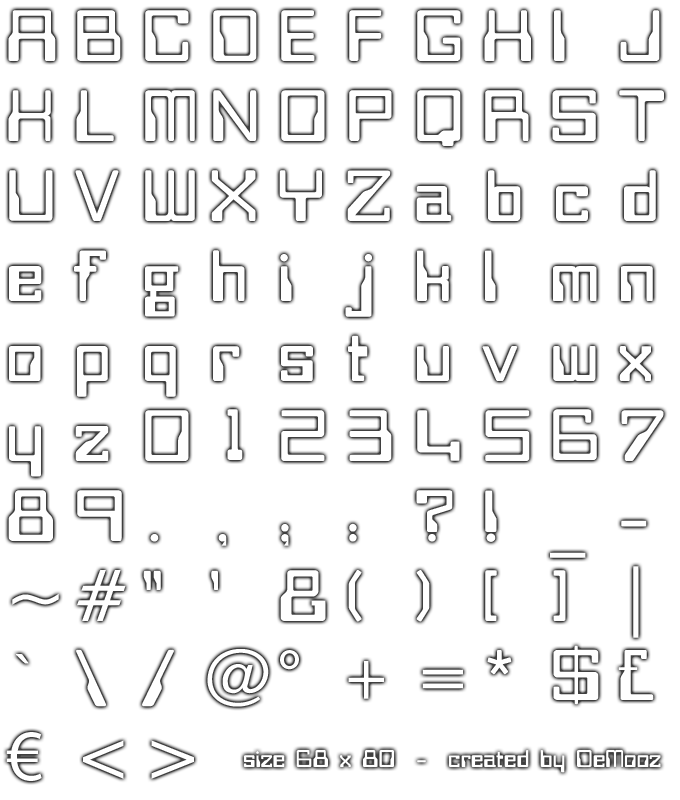 A B C D E F G H I J
K L M N O P Q R S T
U V W X Y Z a b c d
e f g h i j k l m n
o p q r s t u v w x
y z 0 1 2 3 4 5 6 7
8 9 . , ; : ? ! _ -
~ # " ' & ( ) [ ] |
` \ / @ ° + = * $ £
€ < > size 68 x 80 - created by DeMooz